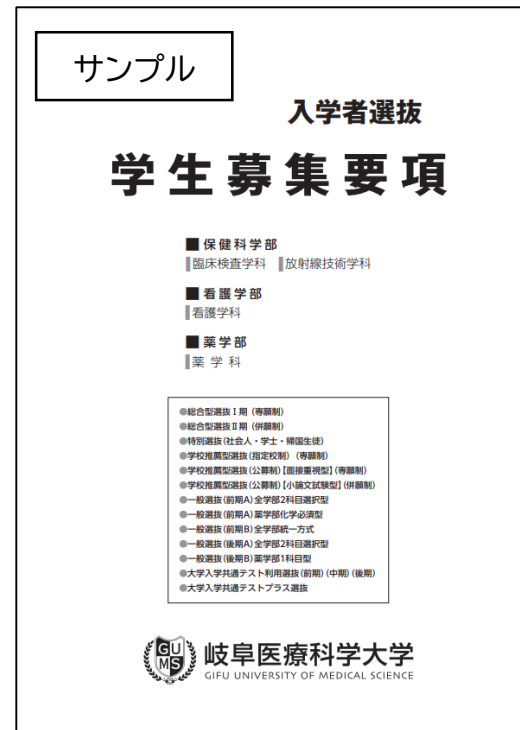 サンプル
入学者選抜
学生募集要項
■ 保健科学部
臨床検査学科 放射線技術学科
■ 看護学部
看護学科
■ 薬学部
薬学科
●総合型選抜Ⅰ期（専願制）
●総合型選抜Ⅱ期（併願制）
●特別選抜（社会人・学士・帰国生徒）
●学校推薦型選抜（指定校制）（専願制）
●学校推薦型選抜（公募制）【面接重視型】（専願制）
●学校推薦型選抜（公募制）【小論文試験型】（併願制）
●一般選抜（前期A）全学部2科目選択型
●一般選抜（前期A）薬学部化学必須型
●一般選抜（前期B）全学部統一方式
●一般選抜（後期A）全学部2科目選択型
●一般選抜（後期B）薬学部1科目型
●大学入学共通テスト利用選抜（前期）（中期）（後期）
●大学入学共通テストプラス選抜
GU
MS
岐阜医療科学大学
GIFU UNIVERSITY OF MEDICAL SCIENCE